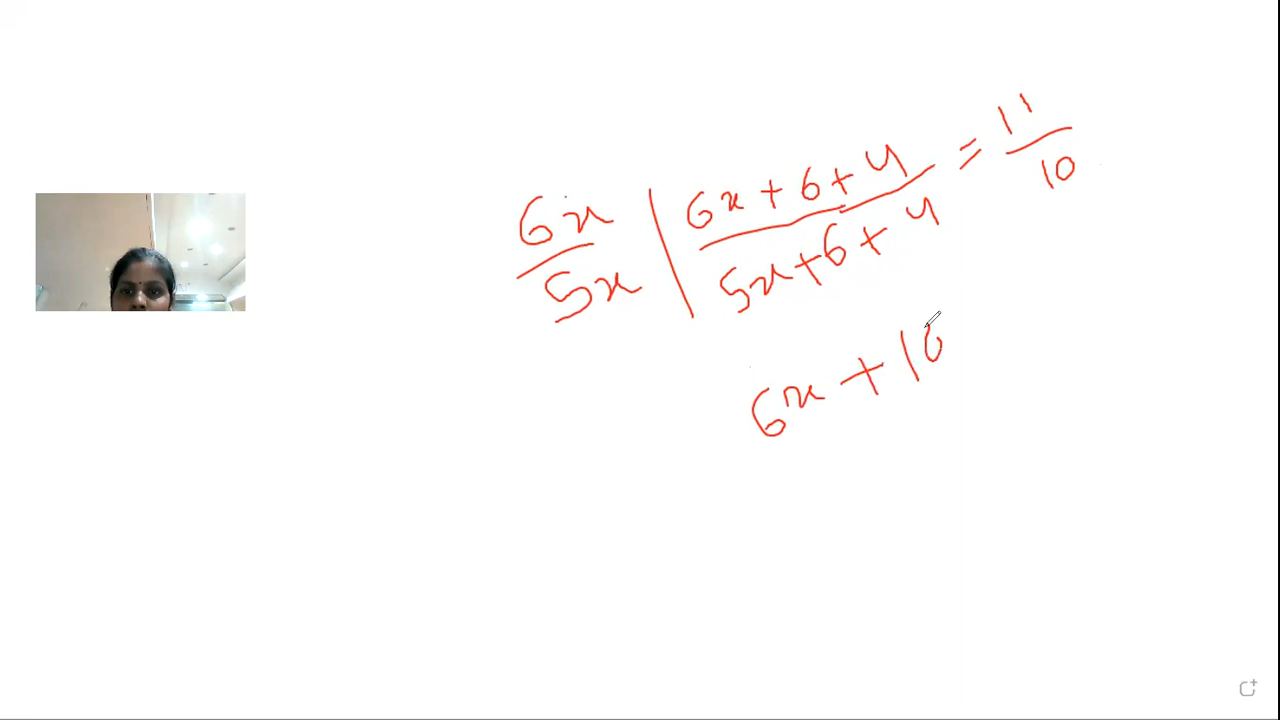 6x/5x | (6x + 6 + 4)/(5x + 6 + 4) = 11/10
6x + 10